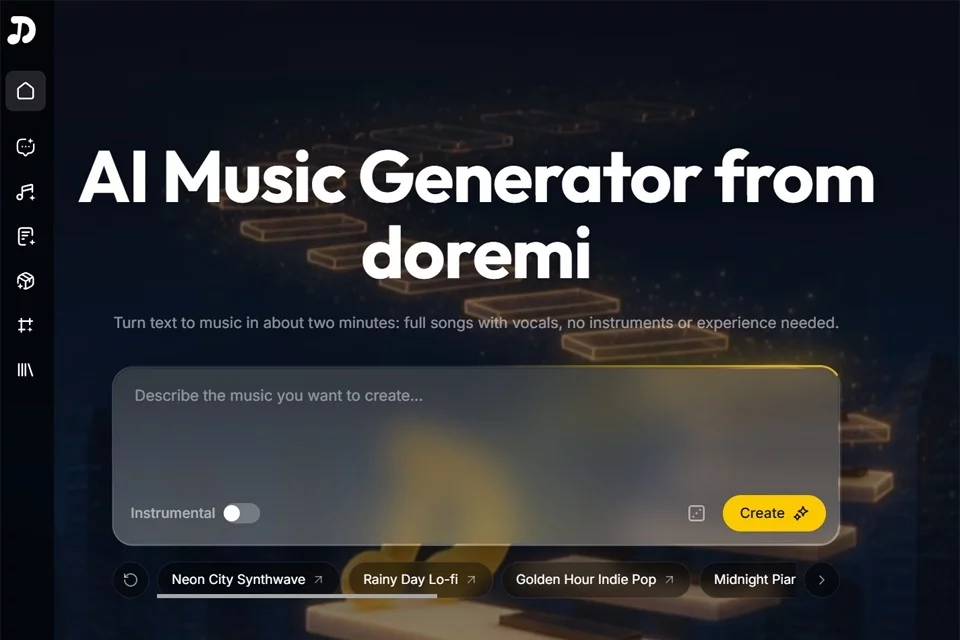 AI Music Generator from
doremi
Turn text to music in about two minutes: full songs with vocals, no instruments or experience needed.
Describe the music you want to create...
Instrumental
Create
Neon City Synthwave
Rainy Day Lo-fi
Golden Hour Indie Pop
Midnight Piar